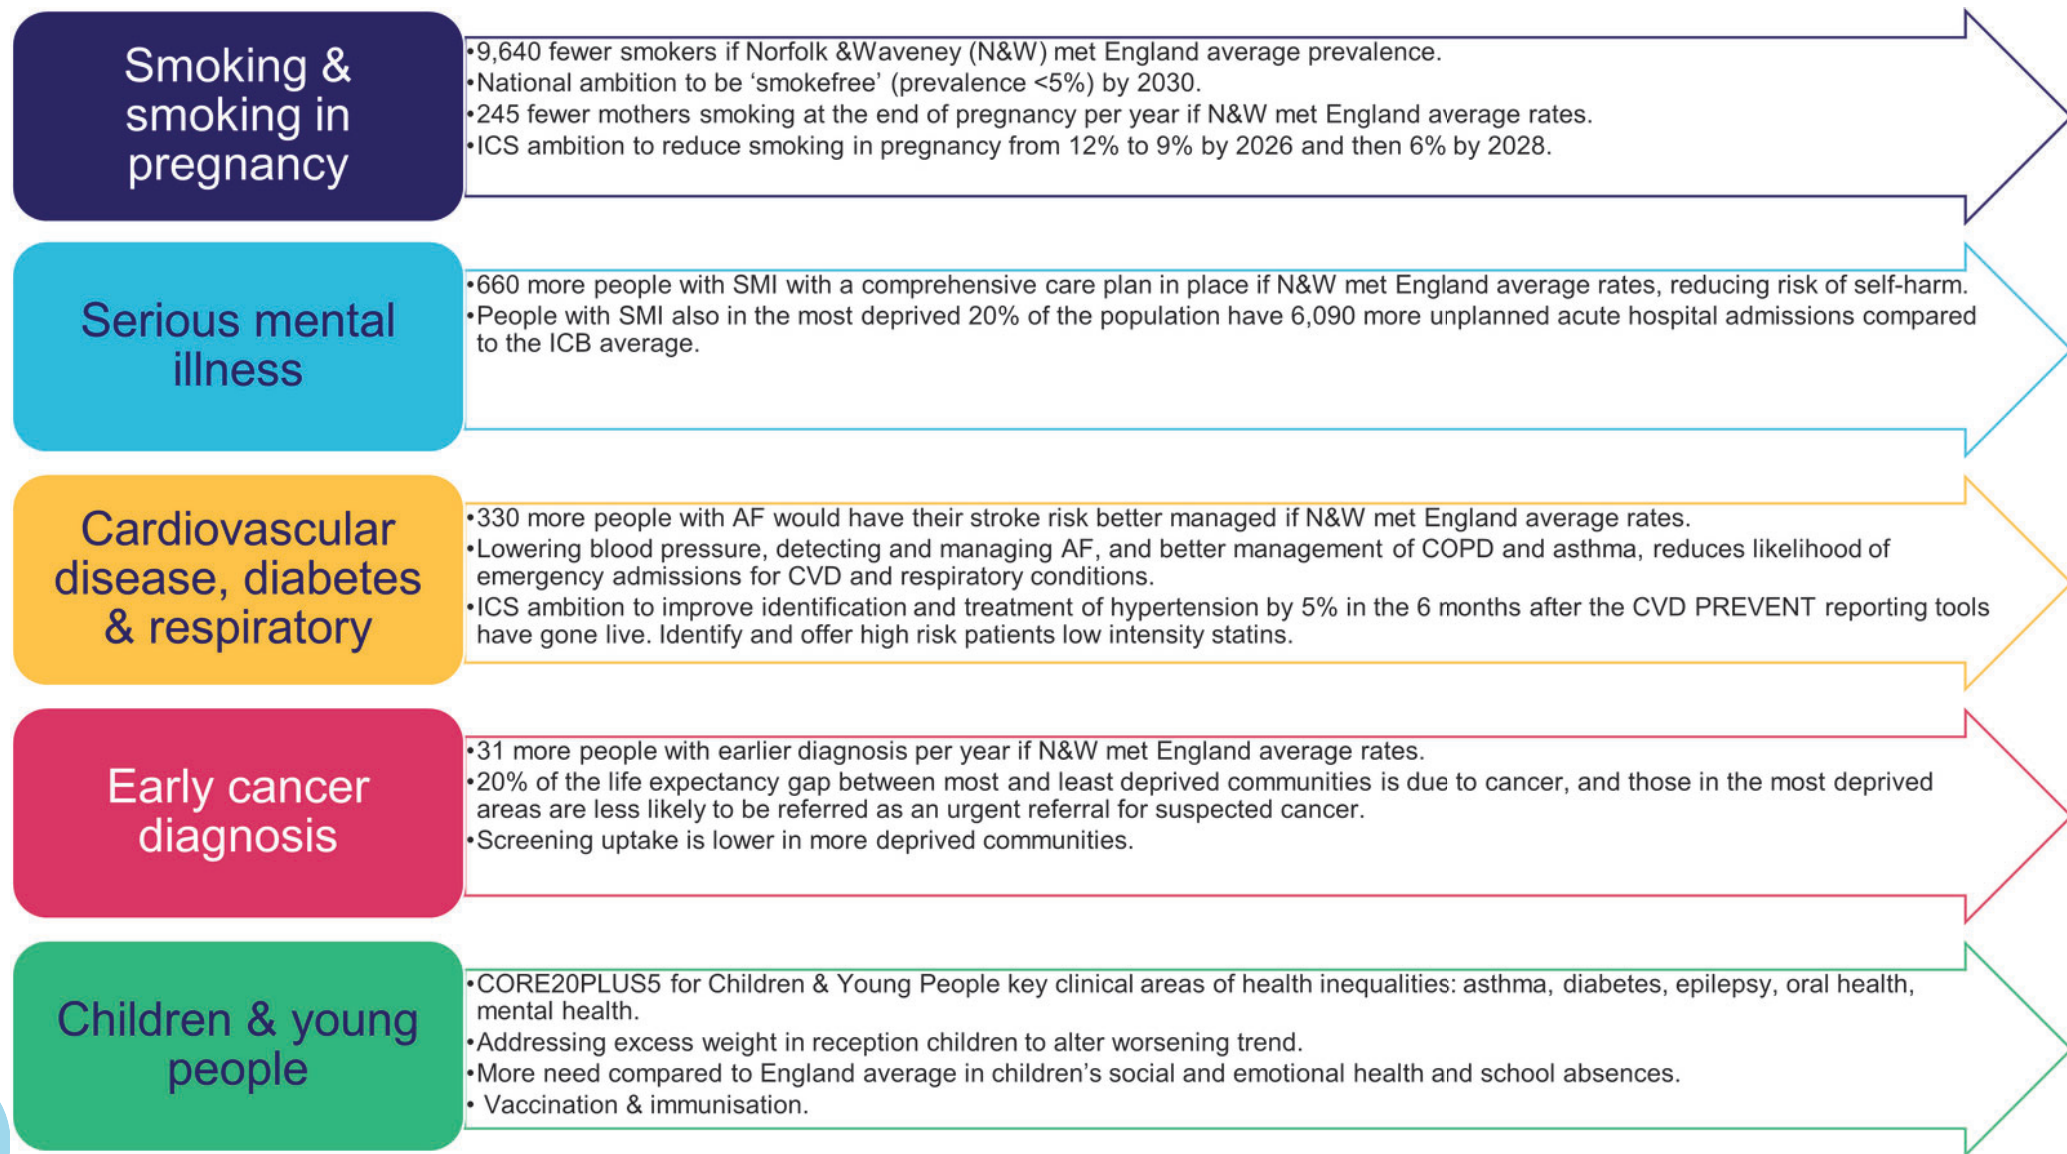 Smoking &
smoking in
pregnancy
•9,640 fewer smokers if Norfolk &Waveney (N&W) met England average prevalence.
•National ambition to be ‘smokefree’ (prevalence <5%) by 2030.
•245 fewer mothers smoking at the end of pregnancy per year if N&W met England average rates.
•ICS ambition to reduce smoking in pregnancy from 12% to 9% by 2026 and then 6% by 2028.
Serious mental
illness
•660 more people with SMI with a comprehensive care plan in place if N&W met England average rates, reducing risk of self-harm.
•People with SMI also in the most deprived 20% of the population have 6,090 more unplanned acute hospital admissions compared
to the ICB average.
Cardiovascular
disease, diabetes
& respiratory
•330 more people with AF would have their stroke risk better managed if N&W met England average rates.
•Lowering blood pressure, detecting and managing AF, and better management of COPD and asthma, reduces likelihood of
emergency admissions for CVD and respiratory conditions.
•ICS ambition to improve identification and treatment of hypertension by 5% in the 6 months after the CVD PREVENT reporting tools
have gone live. Identify and offer high risk patients low intensity statins.
Early cancer
diagnosis
•31 more people with earlier diagnosis per year if N&W met England average rates.
•20% of the life expectancy gap between most and least deprived communities is due to cancer, and those in the most deprived
areas are less likely to be referred as an urgent referral for suspected cancer.
•Screening uptake is lower in more deprived communities.
Children & young
people
•CORE20PLUS5 for Children & Young People key clinical areas of health inequalities: asthma, diabetes, epilepsy, oral health,
mental health.
•Addressing excess weight in reception children to alter worsening trend.
•More need compared to England average in children’s social and emotional health and school absences.
• Vaccination & immunisation.